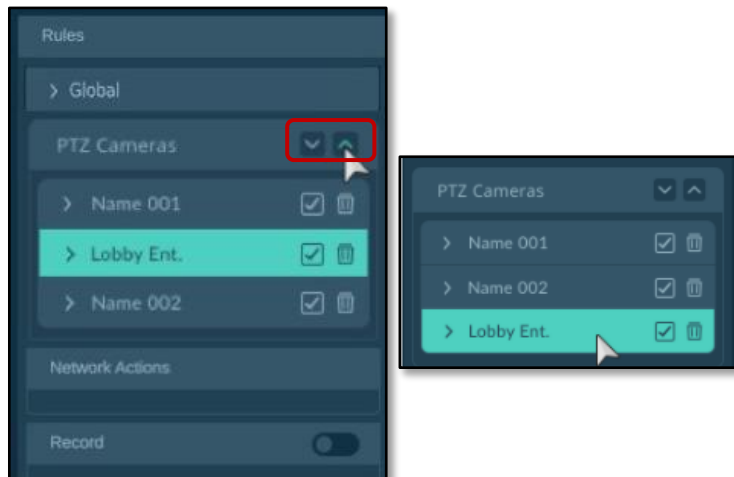 Rules
Global
PTZ Cameras
Name 001
Lobby Ent.
Name 002
Network Actions
Record
PTZ Cameras
Name 001
Name 002
Lobby Ent.